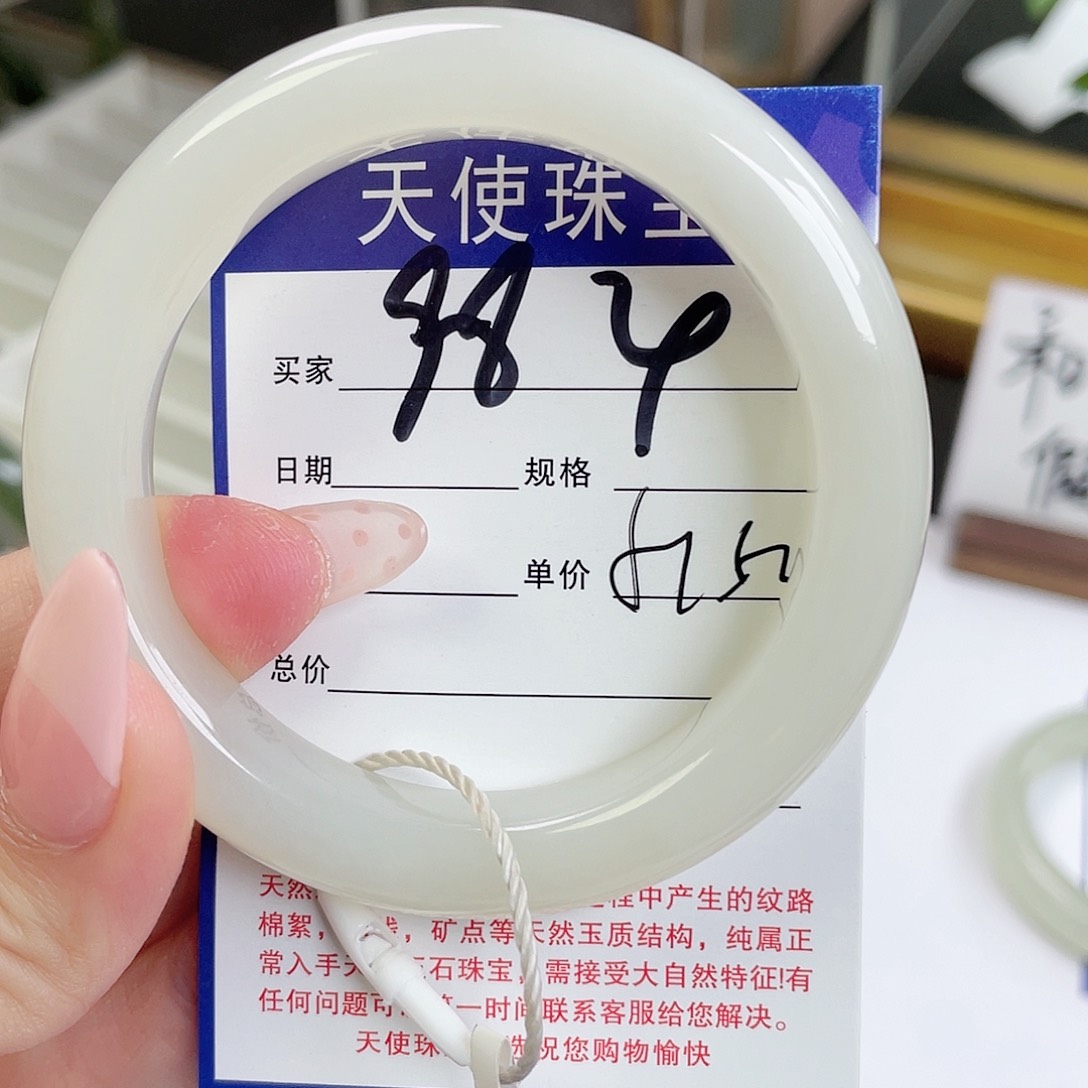 天使珠
买家 984
日期 规格
单价
总价
天然 程中产生的纹路
棉絮， 线，矿点等天然玉质结构，纯属正
常入手天 玉石珠宝，需接受大自然特征!有
任何问题可 第一时间联系客服给您解决。
天使珠 祝您购物愉快
和